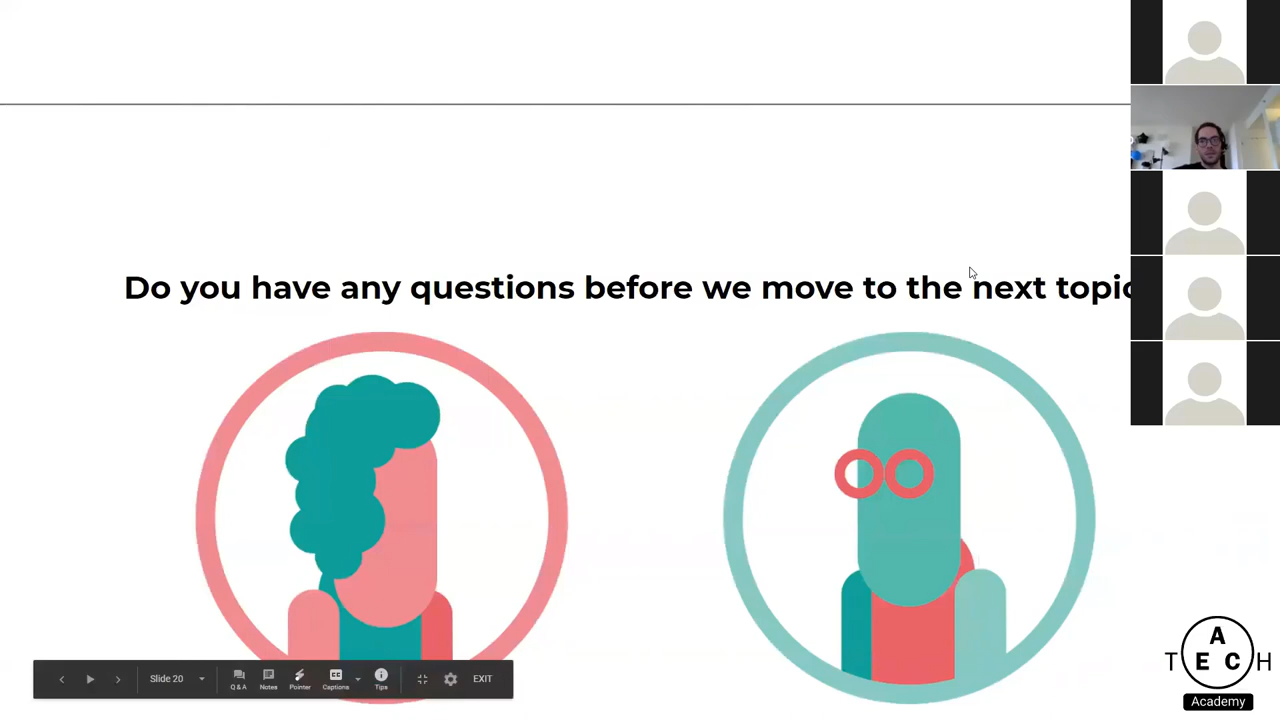 Do you have any questions before we move to the next topic
Slide 20
Q & A
Notes
Pointer
CC
Captions
Tips
EXIT
A
T E C H
Academy